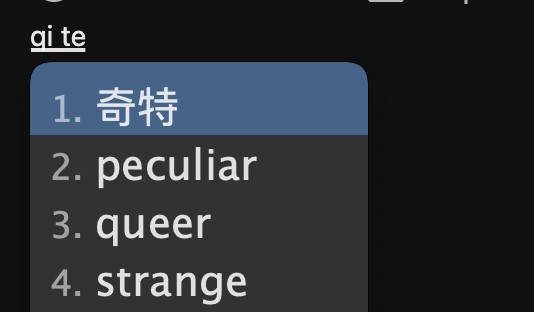 qi te
1. 奇特
2. peculiar
3. queer
4. strange